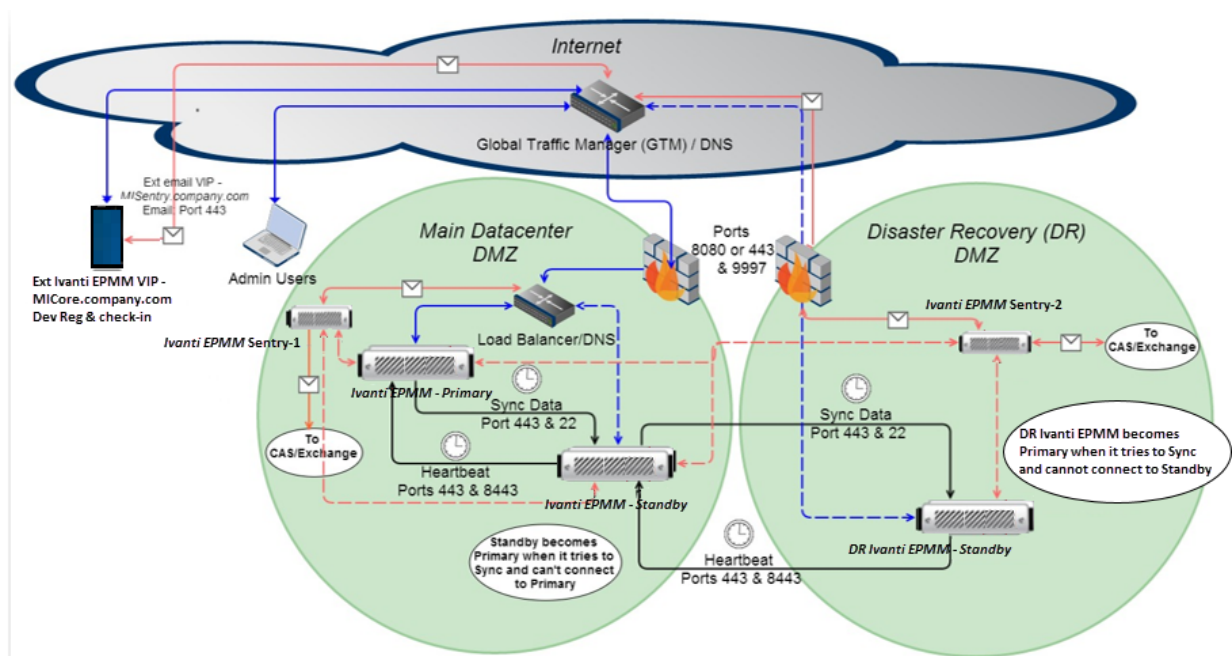 Internet
Global Traffic Manager (GTM) / DNS
Ext email VIP -
MISentry.company.com
Email: Port 443
Ext Ivanti EPMM VIP -
MICore.company.com
Dev Reg & check-in
Admin Users
Main Datacenter
DMZ
Ports
8080 or 443
& 9997
Disaster Recovery (DR)
DMZ
Ivanti EPMM Sentry-1
Load Balancer/DNS
Ivanti EPMM - Primary
Sync Data
Port 443 & 22
To
CAS/Exchange
Heartbeat
Ports 443 & 8443
Ivanti EPMM - Standby
Standby becomes
Primary when it tries to
Sync and can't connect
to Primary
Ivanti EPMM Sentry-2
To
CAS/Exchange
Sync Data
Port 443 & 22
DR Ivanti EPMM becomes
Primary when it tries to Sync
and cannot connect to Standby
DR Ivanti EPMM - Standby
Heartbeat
Ports 443 & 8443